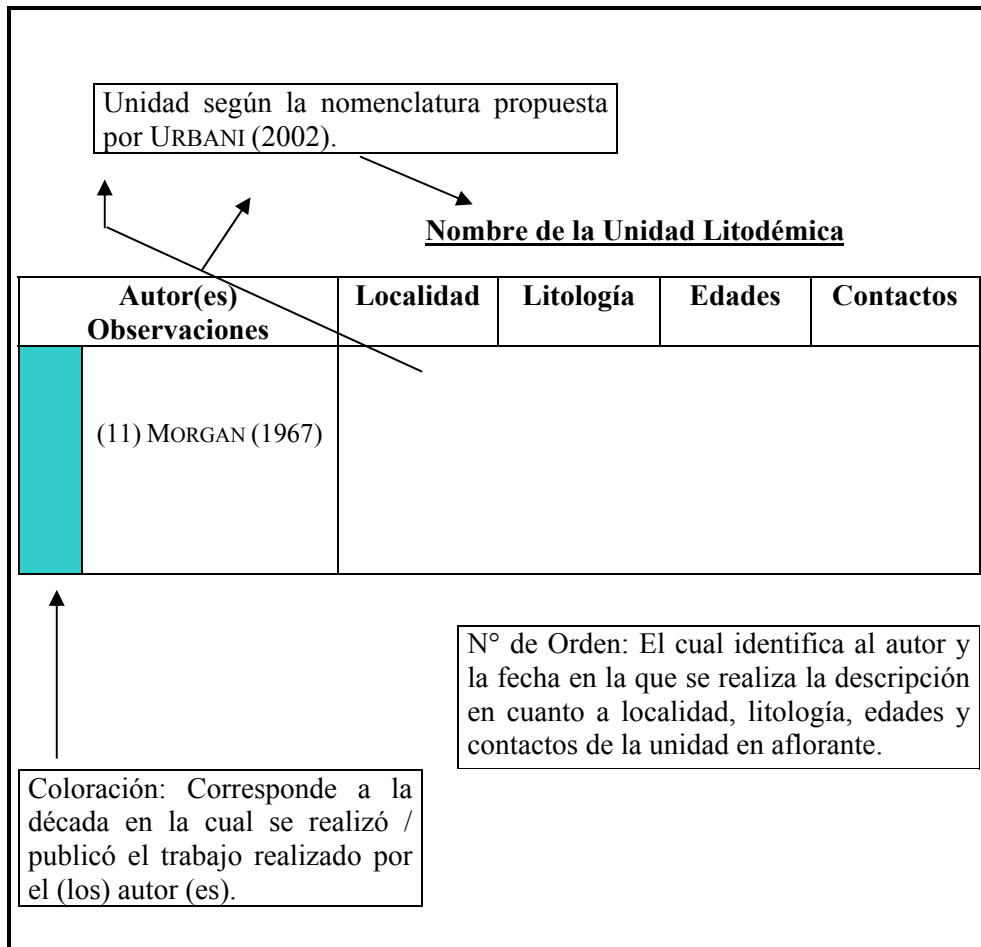 Unidad según la nomenclatura propuesta
por URBANI (2002).
Nombre de la Unidad Litodémica
Autor(es)
Observaciones
Localidad
Litología
Edades
Contactos
(11) MORGAN (1967)
N° de Orden: El cual identifica al autor y
la fecha en la que se realiza la descripción
en cuanto a localidad, litología, edades y
contactos de la unidad en aflorante.
Coloración: Corresponde a la
década en la cual se realizó /
publicó el trabajo realizado por
el (los) autor (es).